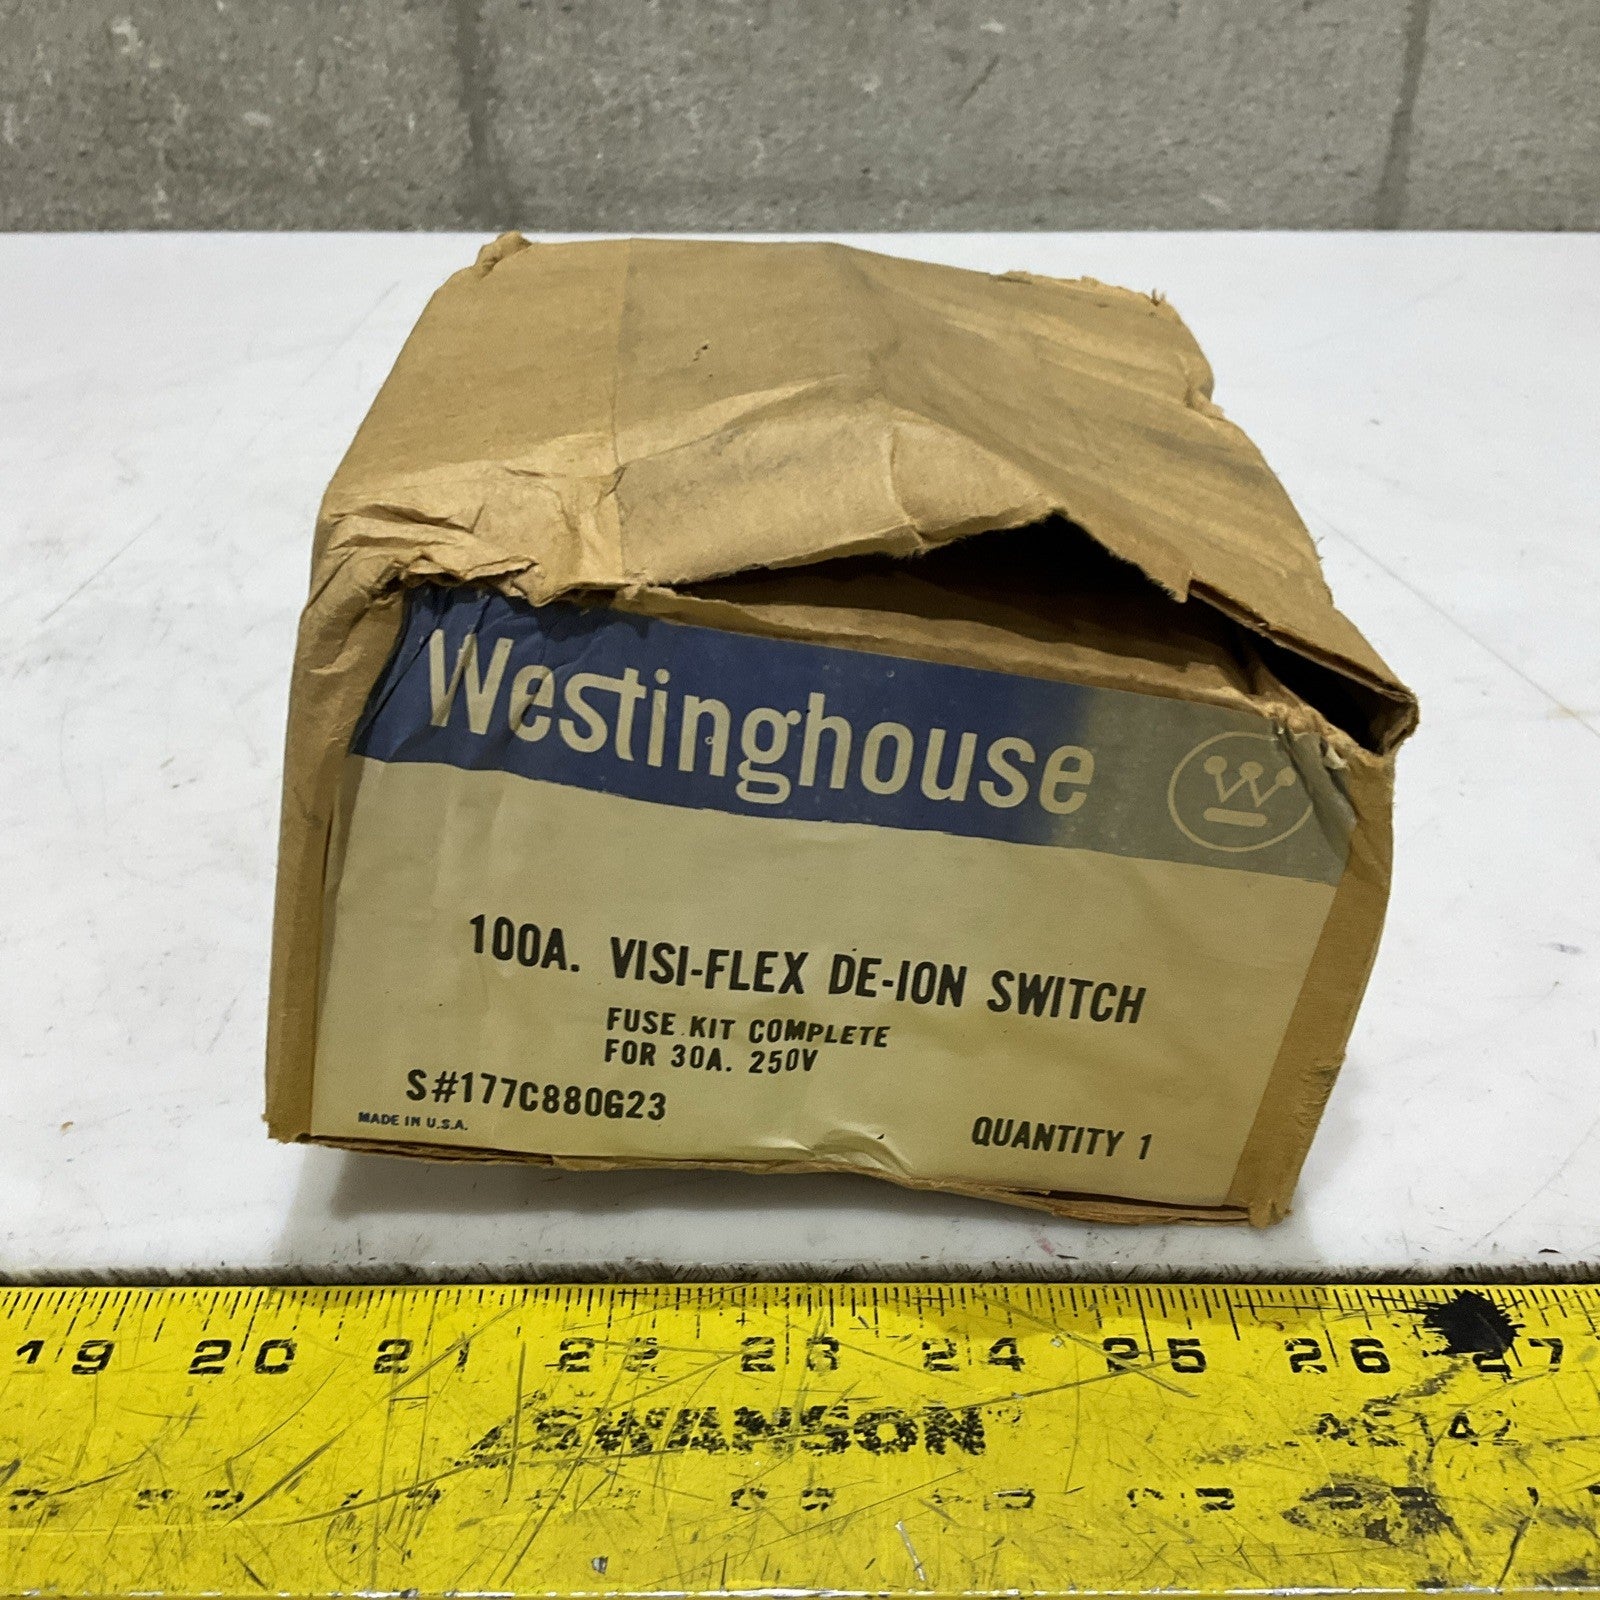 Westinghouse
100A. VISI-FLEX DE-ION SWITCH
FUSE KIT COMPLETE
FOR 30A. 250V
S#177C880G23
MADE IN U.S.A.
QUANTITY 1
19 20 21 22 23 24 25 26 27
SWANSON